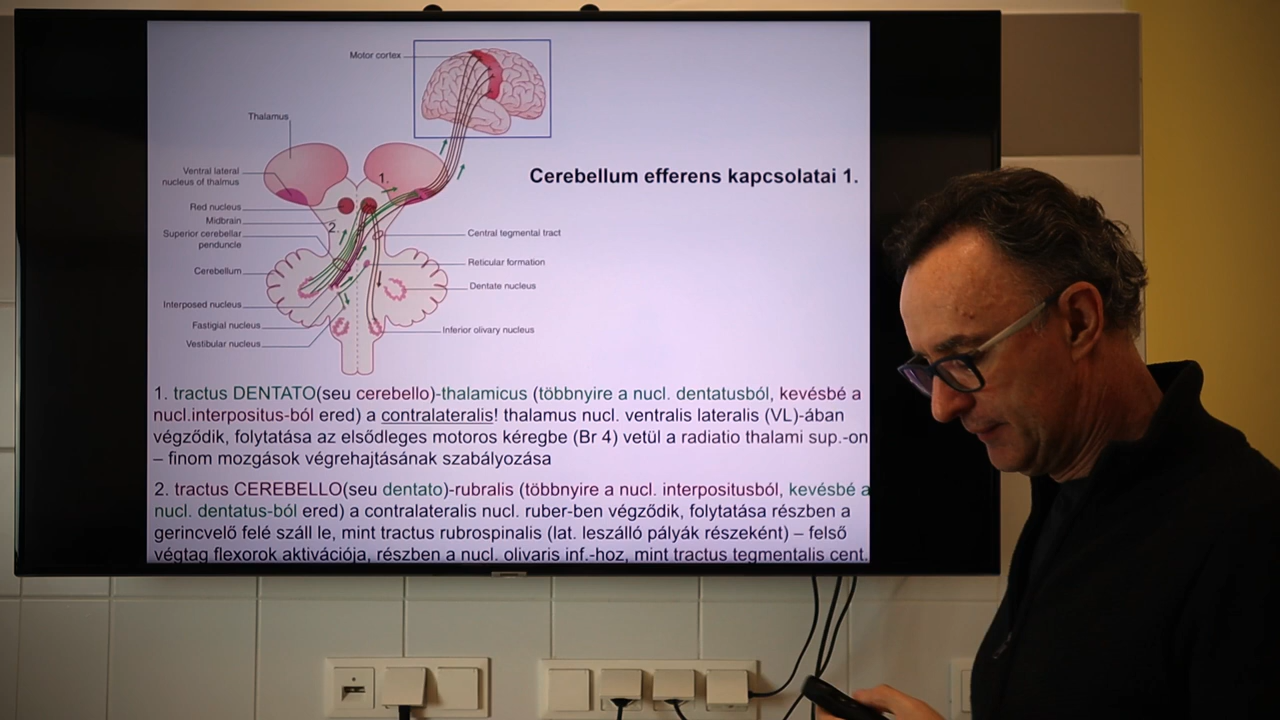 Motor cortex
Thalamus
Ventral lateral
nucleus of thalmus
Red nucleus
Midbrain
Superior cerebellar
penduncle
Cerebellum
Interposed nucleus
Fastigial nucleus
Vestibular nucleus
1.
2.
Central tegmental tract
Reticular formation
Dentate nucleus
Inferior olivary nucleus
Cerebellum efferens kapcsolatai 1.
1. tractus DENTATO(seu cerebello)-thalamicus (többnyire a nucl. dentatusból, kevésbé a
nucl.interpositus-ból ered) a contralateralis! thalamus nucl. ventralis lateralis (VL)-ában
végződik, folytatása az elsődleges motoros kéregbe (Br 4) vetül a radiatio thalami sup.-on
– finom mozgások végrehajtásának szabályozása
2. tractus CEREBELLO(seu dentato)-rubralis (többnyire a nucl. interpositusból, kevésbé a
nucl. dentatus-ból ered) a contralateralis nucl. ruber-ben végződik, folytatása részben a
gerincvelő felé száll le, mint tractus rubrospinalis (lat. leszálló pályák részeként) – felső
végtag flexorok aktivációja, részben a nucl. olivaris inf.-hoz, mint tractus tegmentalis cent.